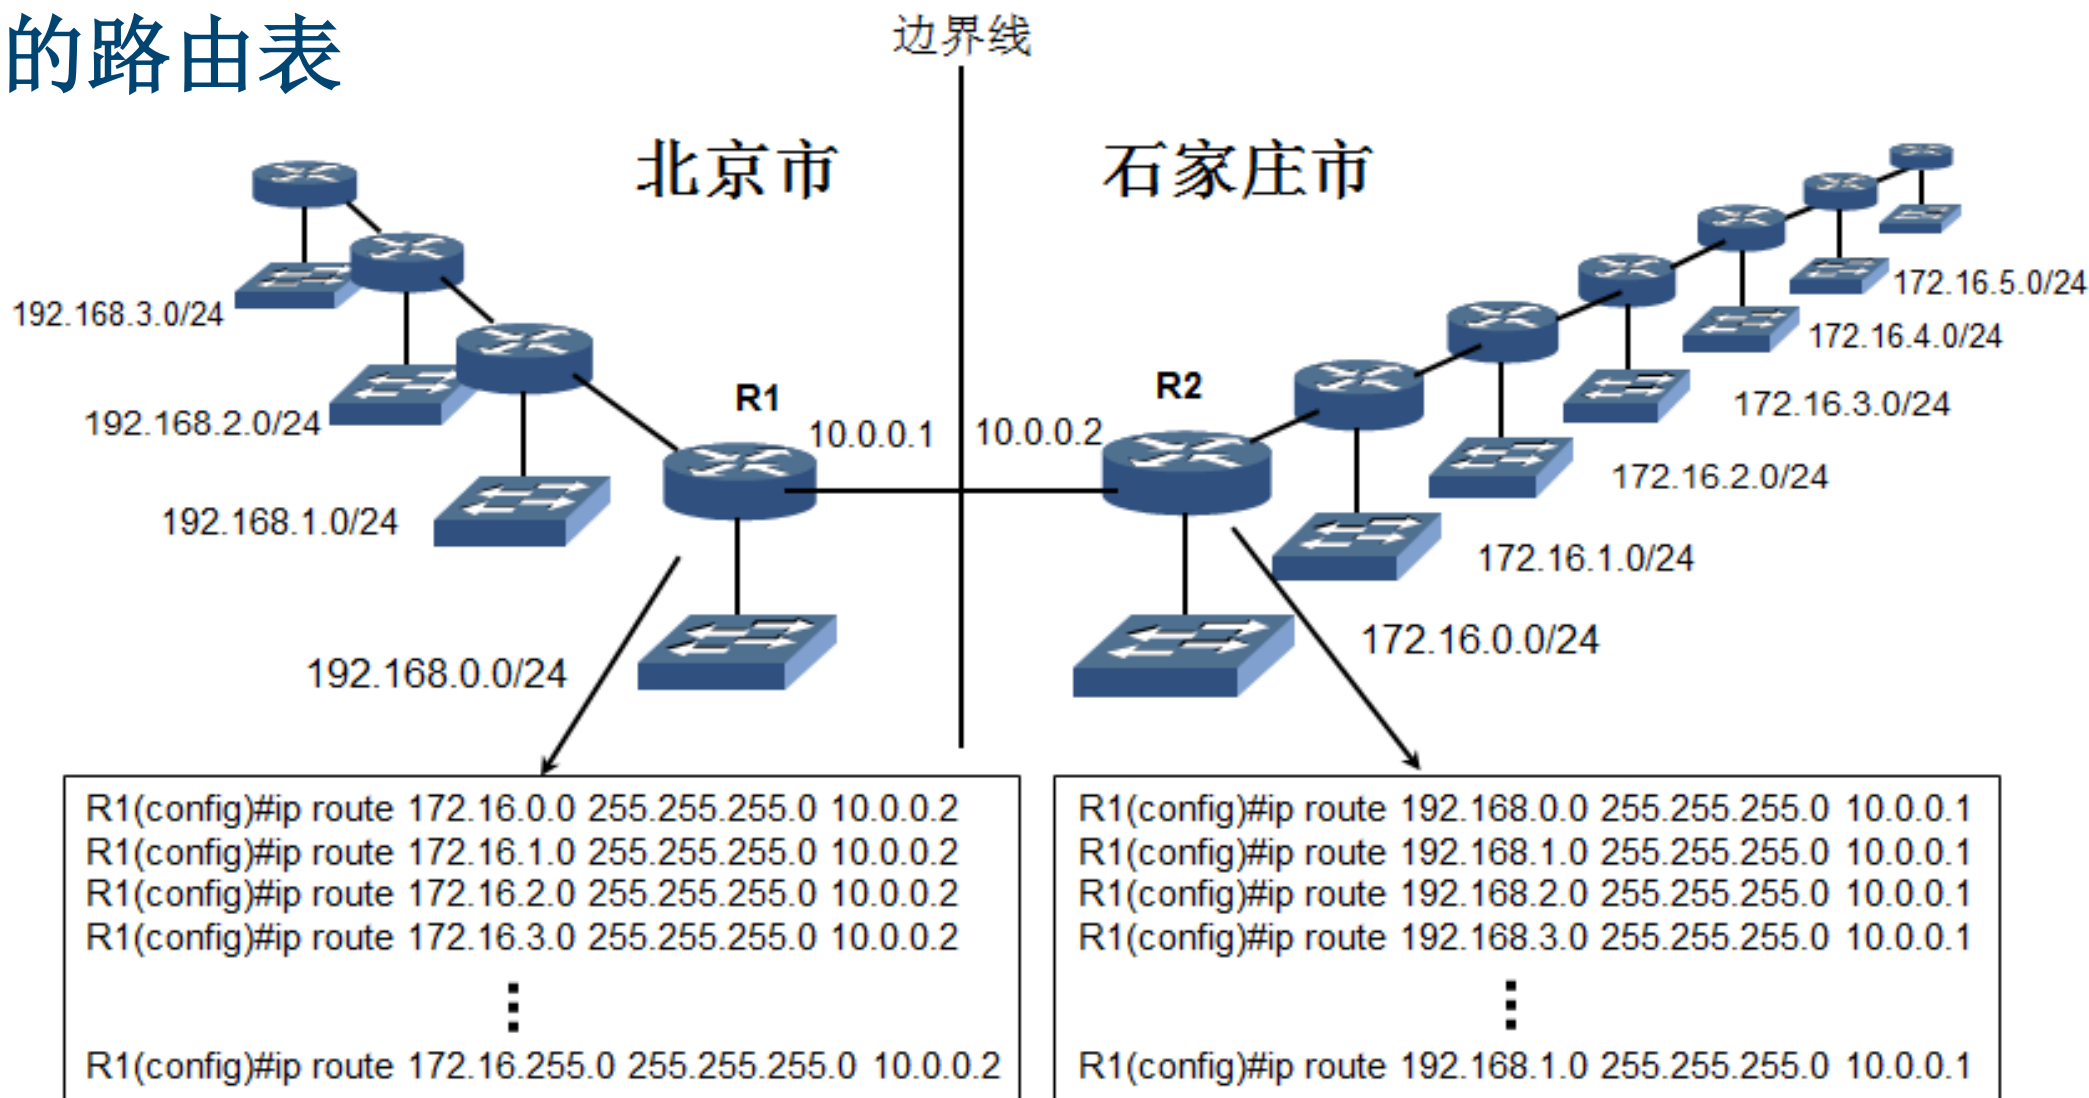 的路由表
边界线
北京市
石家庄市
192.168.3.0/24
172.16.5.0/24
172.16.4.0/24
192.168.2.0/24
R1
10.0.0.1
10.0.0.2
R2
172.16.3.0/24
172.16.2.0/24
192.168.1.0/24
172.16.1.0/24
192.168.0.0/24
172.16.0.0/24
R1(config)#ip route 172.16.0.0 255.255.255.0 10.0.0.2
R1(config)#ip route 172.16.1.0 255.255.255.0 10.0.0.2
R1(config)#ip route 172.16.2.0 255.255.255.0 10.0.0.2
R1(config)#ip route 172.16.3.0 255.255.255.0 10.0.0.2
⋮
R1(config)#ip route 172.16.255.0 255.255.255.0 10.0.0.2
R1(config)#ip route 192.168.0.0 255.255.255.0 10.0.0.1
R1(config)#ip route 192.168.1.0 255.255.255.0 10.0.0.1
R1(config)#ip route 192.168.2.0 255.255.255.0 10.0.0.1
R1(config)#ip route 192.168.3.0 255.255.255.0 10.0.0.1
⋮
R1(config)#ip route 192.168.1.0 255.255.255.0 10.0.0.1